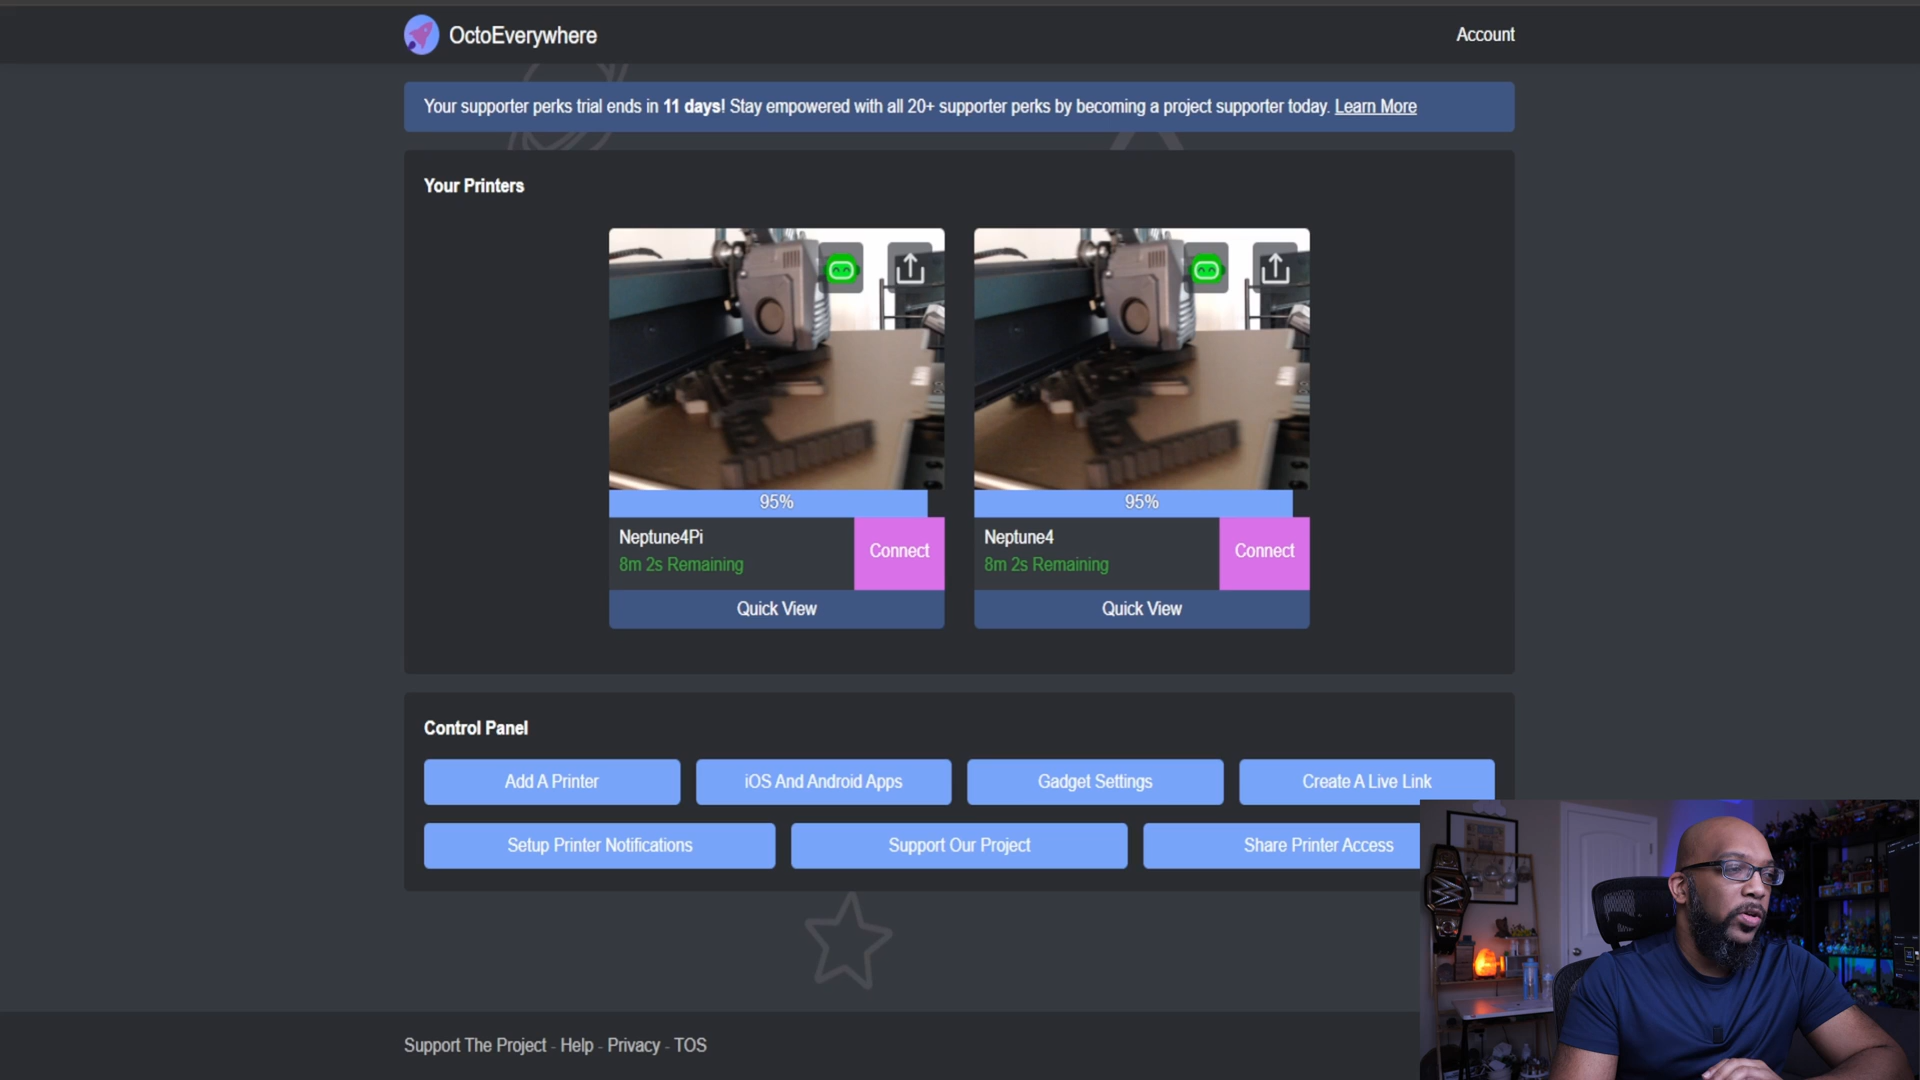 OctoEverywhere
Account
Your supporter perks trial ends in 11 days! Stay empowered with all 20+ supporter perks by becoming a project supporter today. Learn More
Your Printers
95%
Neptune4Pi
8m 2s Remaining
Connect
Quick View
95%
Neptune4
8m 2s Remaining
Connect
Quick View
Control Panel
Add A Printer
iOS And Android Apps
Gadget Settings
Create A Live Link
Setup Printer Notifications
Support Our Project
Share Printer Access
Support The Project - Help - Privacy - TOS